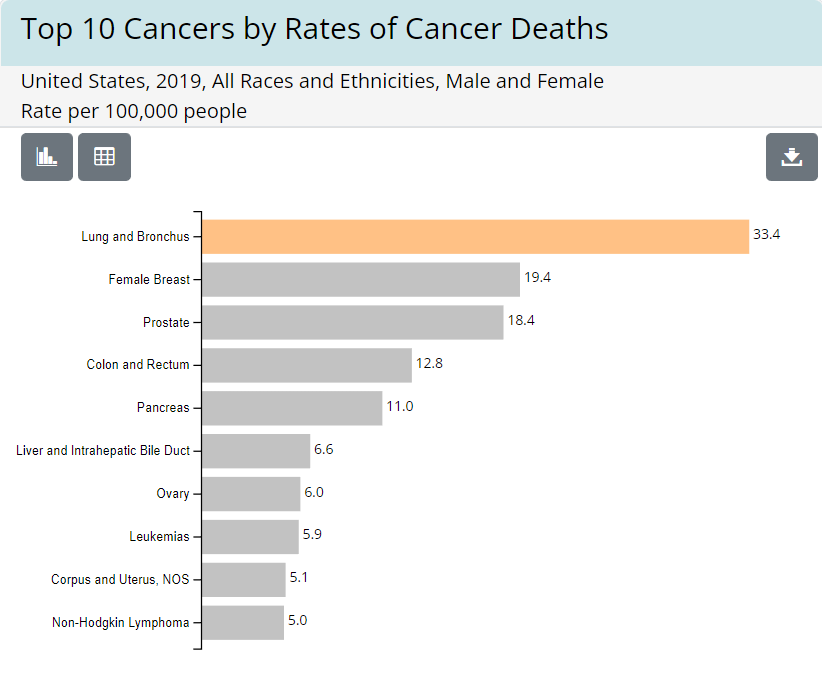 Top 10 Cancers by Rates of Cancer Deaths
United States, 2019, All Races and Ethnicities, Male and Female
Rate per 100,000 people
Lung and Bronchus 33.4
Female Breast 19.4
Prostate 18.4
Colon and Rectum 12.8
Pancreas 11.0
Liver and Intrahepatic Bile Duct 6.6
Ovary 6.0
Leukemias 5.9
Corpus and Uterus, NOS 5.1
Non-Hodgkin Lymphoma 5.0